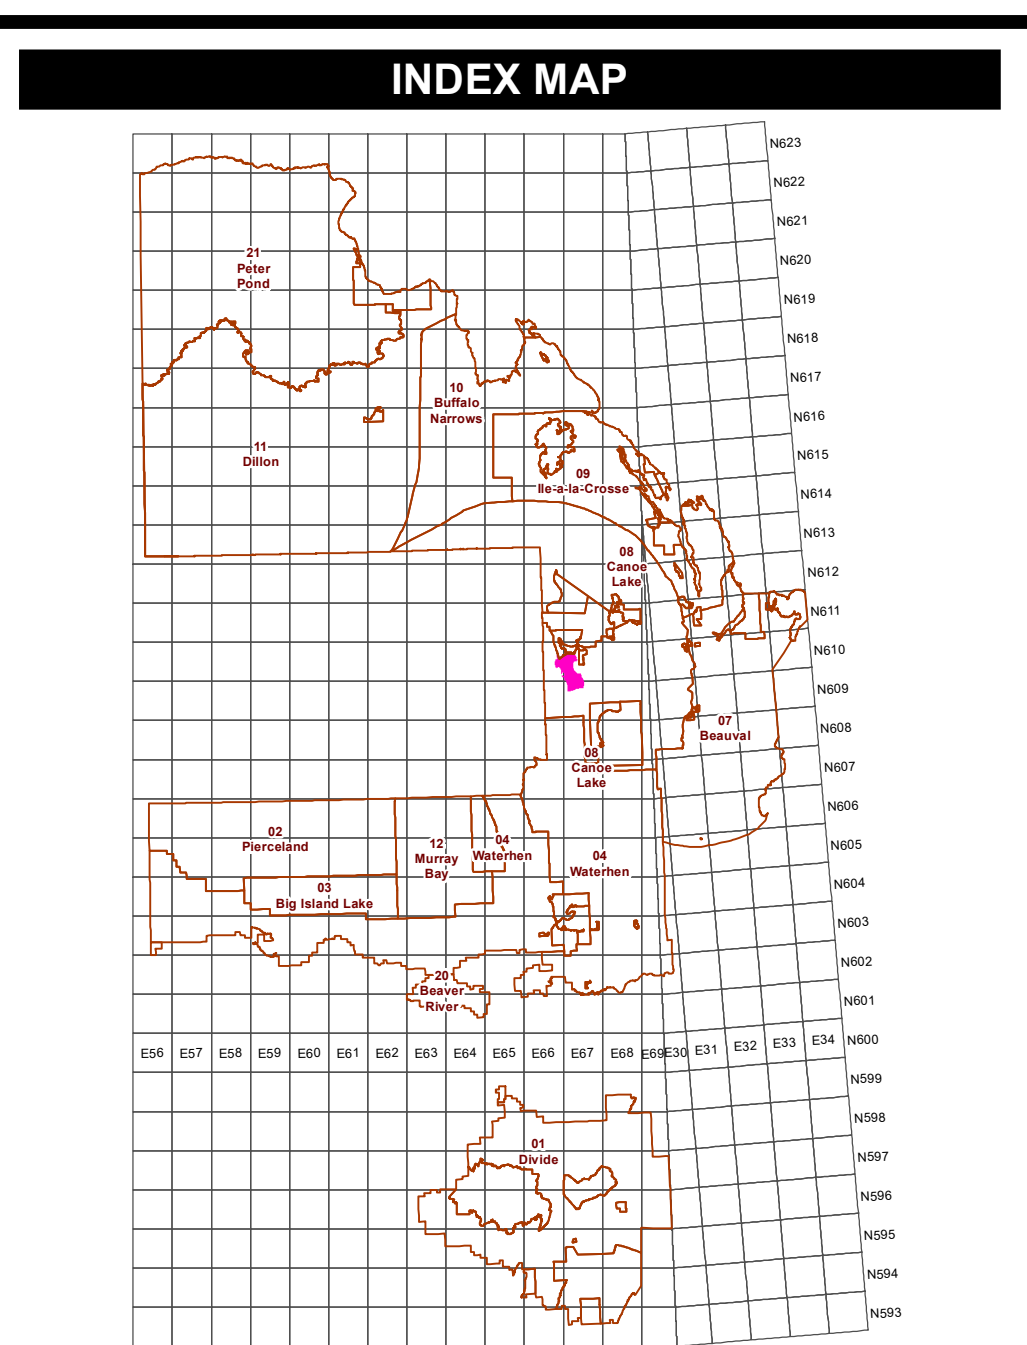 INDEX MAP
N623
N622
N621
N620
21
Peter
Pond
N619
N618
N617
10
Buffalo
Narrows
N616
11
Dillon
N615
09
Ile-a-la-Crosse
N614
N613
08
Canoe
Lake
N612
N611
N610
N609
07
Beauval
N608
08
Canoe
Lake
N607
N606
02
Pierceland
12
Murray
Bay
04
Waterhen
04
Waterhen
N605
03
Big Island Lake
N604
N603
N602
20
Beaver
River
N601
E56 E57 E58 E59 E60 E61 E62 E63 E64 E65 E66 E67 E68 E69 E30 E31 E32 E33 E34 N600
N599
N598
01
Divide
N597
N596
N595
N594
N593